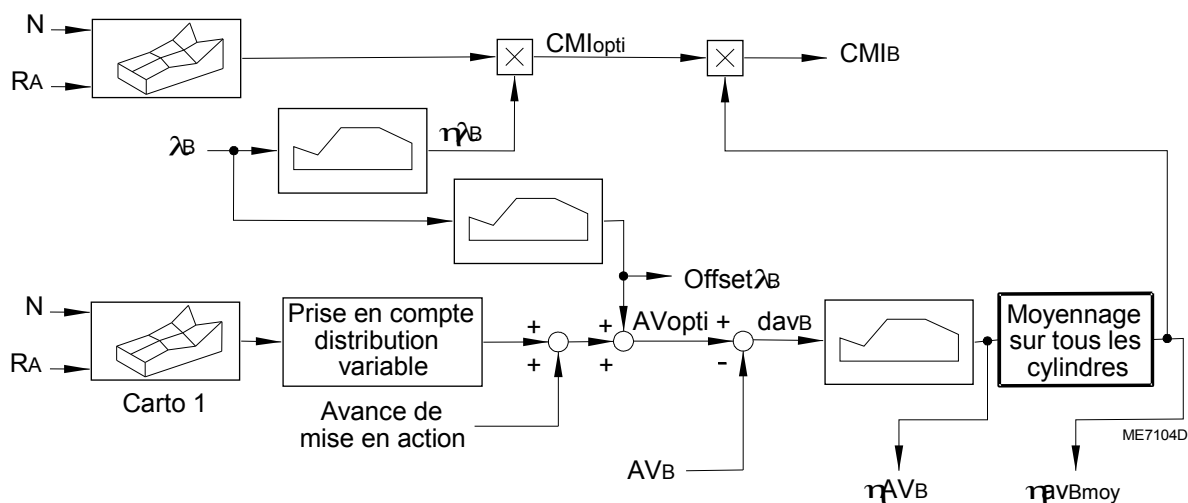 N
RA
CMIopti
CMIB
λB
ηλB
OffsetλB
N
RA
Carto 1
Prise en compte
distribution
variable
+
+
+
+
Avance de
mise en action
AVopti +
-
davB
AVB
Moyennage
sur tous les
cylindres
ME7104D
ηAVB
ηavBmoy